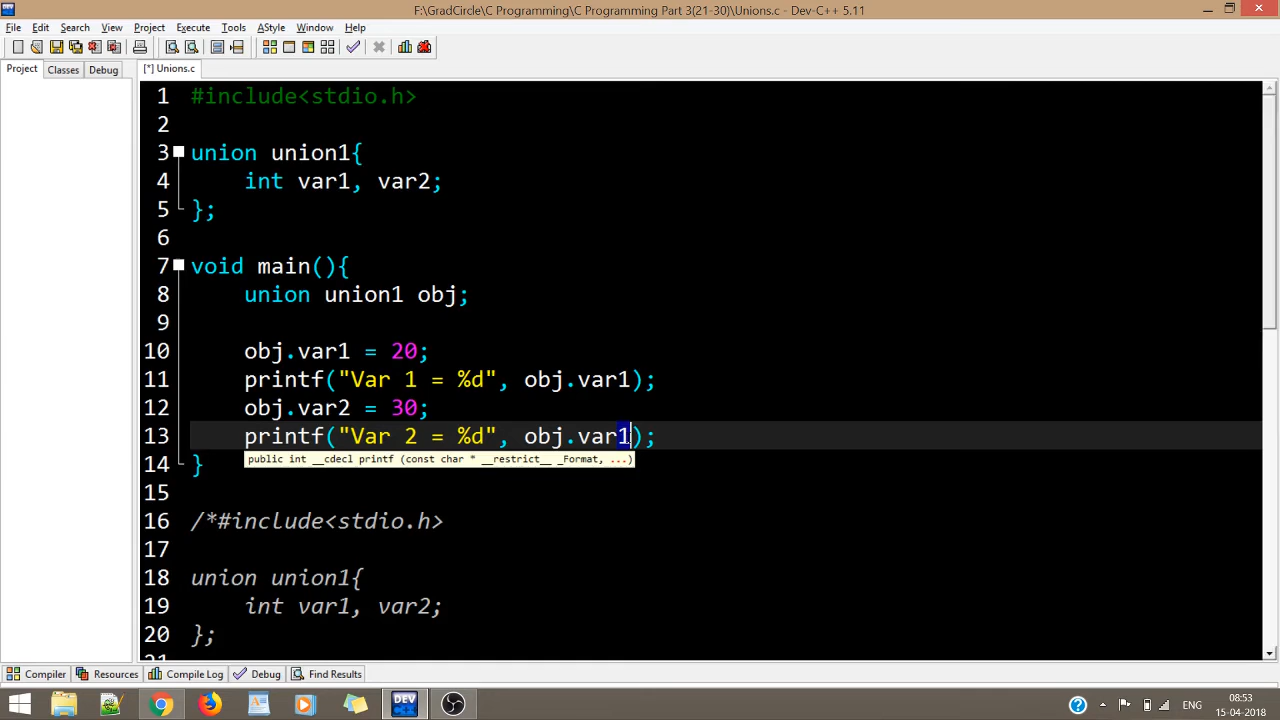 F:\GradCircle\C Programming\C Programming Part 3(21-30)\Unions.c - Dev-C++ 5.11
File Edit Search View Project Execute Tools AStyle Window Help
Project Classes Debug [*] Unions.c
1 #include<stdio.h>
2
3 union union1{
4 int var1, var2;
5 };
6
7 void main(){
8 union union1 obj;
9
10 obj.var1 = 20;
11 printf("Var 1 = %d", obj.var1);
12 obj.var2 = 30;
13 printf("Var 2 = %d", obj.var1);
public int __cdecl printf (const char * __restrict__ _Format, ...)
14 }
15
16 /*#include<stdio.h>
17
18 union union1{
19 int var1, var2;
20 };
21
Compiler Resources Compile Log Debug Find Results
DEV C++
08:53
15-04-2018